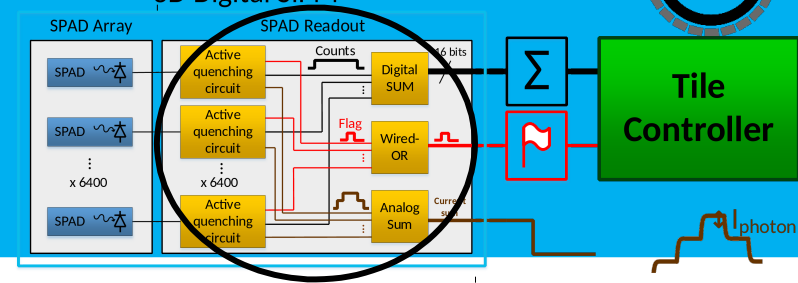 SPAD Array
SPAD Readout
SPAD
Active
quenching
circuit
Counts
16 bits
Digital
SUM
Σ
Tile
Controller
SPAD
Active
quenching
circuit
Flag
Wired-
OR
x 6400
x 6400
SPAD
Active
quenching
circuit
Analog
Sum
Current
sum
Iphoton